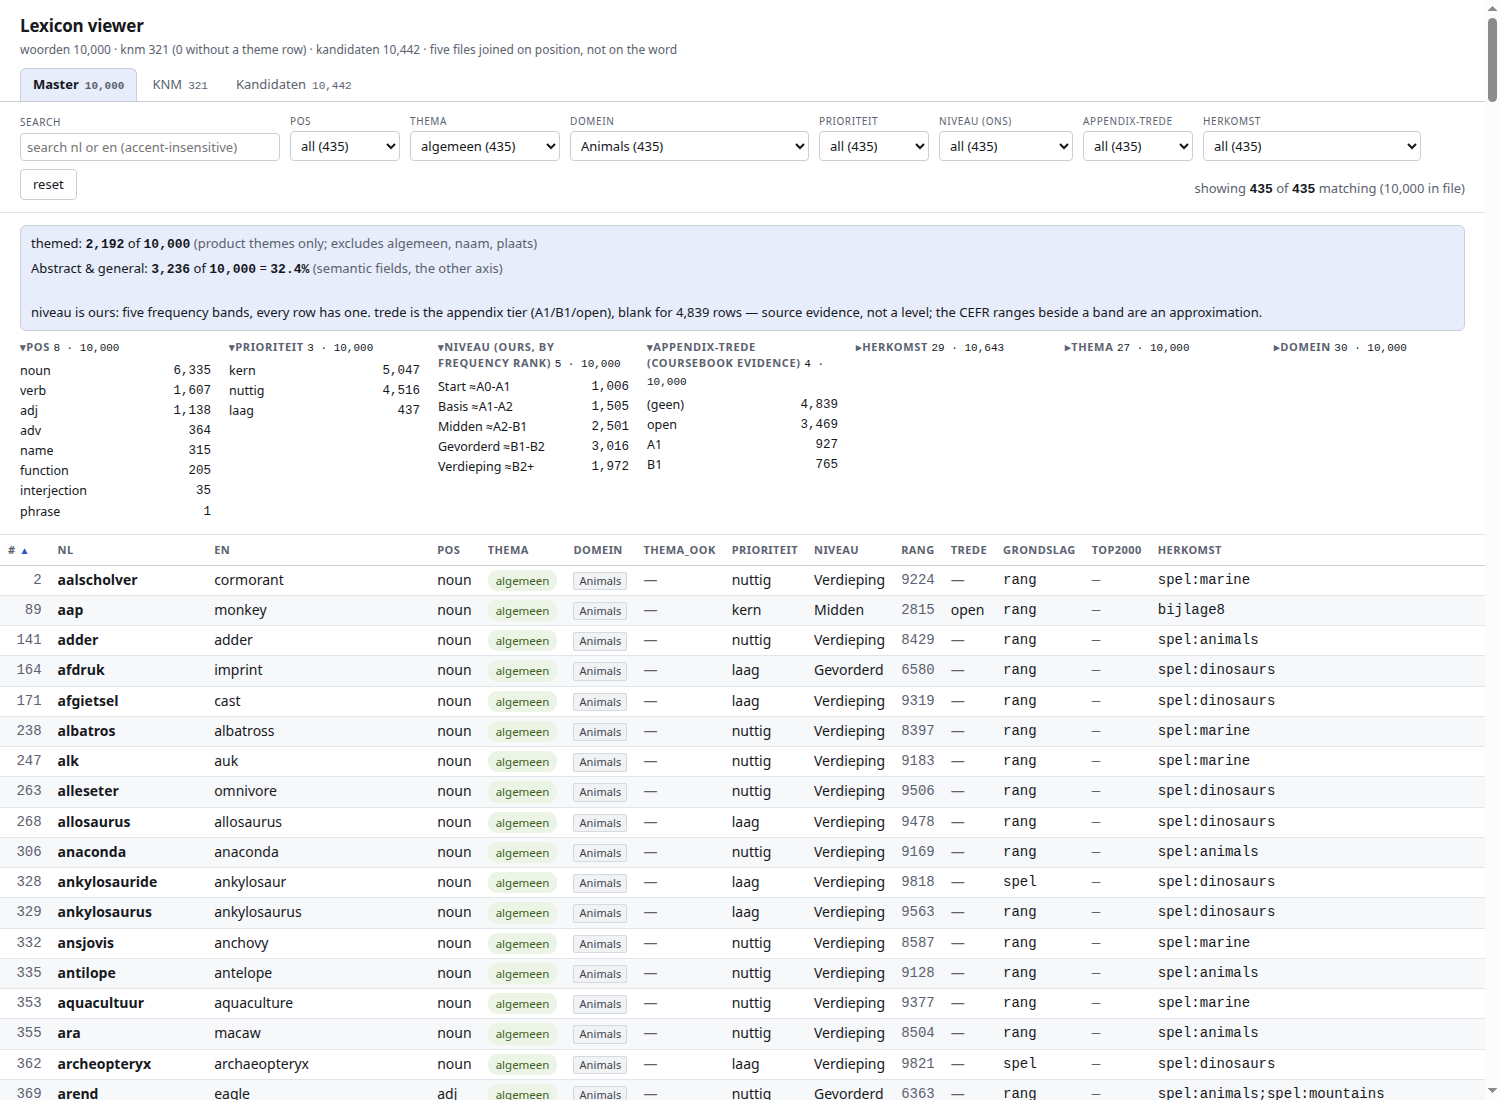 Lexicon viewer
woorden 10,000 · knm 321 (0 without a theme row) · kandidaten 10,442 · five files joined on position, not on the word
Master 10,000 KNM 321 Kandidaten 10,442
SEARCH POS THEMA DOMEIN PRIORITEIT NIVEAU (ONS) APPENDIX-TREDE HERKOMST
search nl or en (accent-insensitive) all (435) algemeen (435) Animals (435) all (435) all (435) all (435) all (435)
reset showing 435 of 435 matching (10,000 in file)
themed: 2,192 of 10,000 (product themes only; excludes algemeen, naam, plaats)
Abstract & general: 3,236 of 10,000 = 32.4% (semantic fields, the other axis)
niveau is ours: five frequency bands, every row has one. trede is the appendix tier (A1/B1/open), blank for 4,839 rows — source evidence, not a level; the CEFR ranges beside a band are an approximation.
▾POS 8 · 10,000
noun 6,335
verb 1,607
adj 1,138
adv 364
name 315
function 205
interjection 35
phrase 1
▾PRIORITEIT 3 · 10,000
kern 5,047
nuttig 4,516
laag 437
▾NIVEAU (OURS, BY
FREQUENCY RANK) 5 · 10,000
Start ≈A0-A1 1,006
Basis ≈A1-A2 1,505
Midden ≈A2-B1 2,501
Gevorderd ≈B1-B2 3,016
Verdieping ≈B2+ 1,972
▾APPENDIX-TREDE
(COURSEBOOK EVIDENCE) 4 ·
10,000
(geen) 4,839
open 3,469
A1 927
B1 765
▸HERKOMST 29 · 10,643
▸THEMA 27 · 10,000
▸DOMEIN 30 · 10,000
# ▲ NL EN POS THEMA DOMEIN THEMA_OOK PRIORITEIT NIVEAU RANG TREDE GRONDSLAG TOP2000 HERKOMST
2 aalscholver cormorant noun algemeen Animals — nuttig Verdieping 9224 — rang — spel:marine
89 aap monkey noun algemeen Animals — kern Midden 2815 open rang — bijlage8
141 adder adder noun algemeen Animals — nuttig Verdieping 8429 — rang — spel:animals
164 afdruk imprint noun algemeen Animals — laag Gevorderd 6580 — rang — spel:dinosaurs
171 afgietsel cast noun algemeen Animals — laag Verdieping 9319 — rang — spel:dinosaurs
238 albatros albatross noun algemeen Animals — nuttig Verdieping 8397 — rang — spel:marine
247 alk auk noun algemeen Animals — nuttig Verdieping 9183 — rang — spel:marine
263 alleseter omnivore noun algemeen Animals — nuttig Verdieping 9506 — rang — spel:dinosaurs
268 allosaurus allosaurus noun algemeen Animals — laag Verdieping 9478 — rang — spel:dinosaurs
306 anaconda anaconda noun algemeen Animals — nuttig Verdieping 9169 — rang — spel:animals
328 ankylosauride ankylosaur noun algemeen Animals — laag Verdieping 9818 — spel — spel:dinosaurs
329 ankylosaurus ankylosaurus noun algemeen Animals — laag Verdieping 9563 — rang — spel:dinosaurs
332 ansjovis anchovy noun algemeen Animals — nuttig Verdieping 8587 — rang — spel:marine
335 antilope antelope noun algemeen Animals — nuttig Verdieping 9128 — rang — spel:animals
353 aquacultuur aquaculture noun algemeen Animals — nuttig Verdieping 9377 — rang — spel:marine
355 ara macaw noun algemeen Animals — nuttig Verdieping 8504 — rang — spel:animals
362 archeopteryx archaeopteryx noun algemeen Animals — laag Verdieping 9821 — spel — spel:dinosaurs
369 arend eagle adj algemeen Animals — nuttig Gevorderd 6363 — rang — spel:animals;spel:mountains